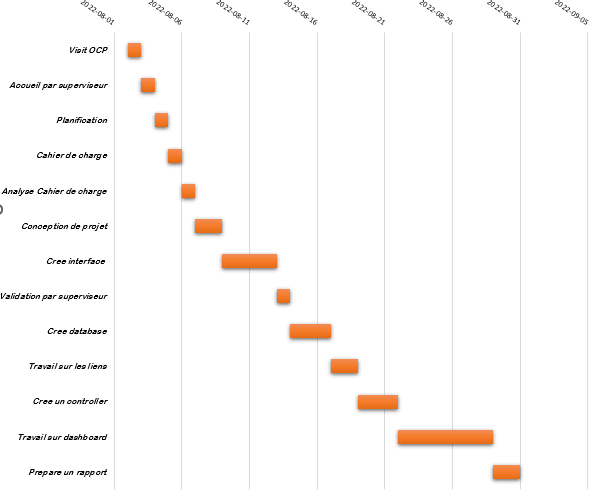 2022-08-01 2022-08-06 2022-08-11 2022-08-16 2022-08-21 2022-08-26 2022-08-31 2022-09-05
Visit OCP
Accueil par superviseur
Planification
Cahier de charge
Analyse Cahier de charge
Conception de projet
Cree interface
Validation par superviseur
Cree database
Travail sur les liens
Cree un controller
Travail sur dashboard
Prepare un rapport